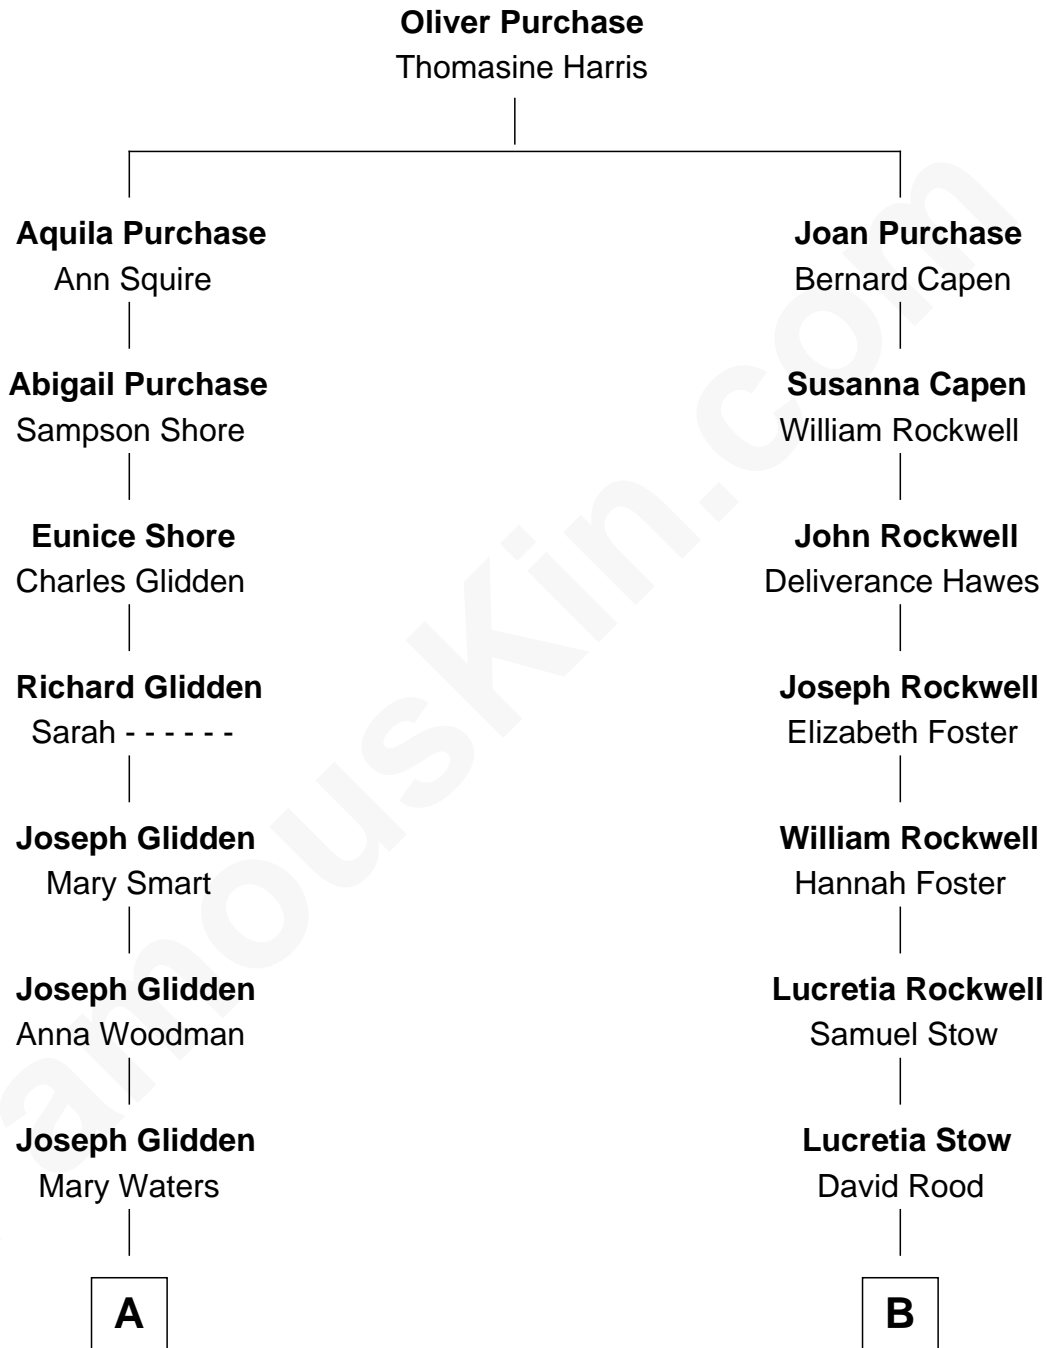 Oliver Purchase
Thomasine Harris
Aquila Purchase
Ann Squire
Joan Purchase
Bernard Capen
Abigail Purchase
Sampson Shore
Susanna Capen
William Rockwell
Eunice Shore
Charles Glidden
John Rockwell
Deliverance Hawes
Richard Glidden
Sarah - - - - - -
Joseph Rockwell
Elizabeth Foster
Joseph Glidden
Mary Smart
William Rockwell
Hannah Foster
Joseph Glidden
Anna Woodman
Lucretia Rockwell
Samuel Stow
Joseph Glidden
Mary Waters
Lucretia Stow
David Rood
A
B
amouskin.com